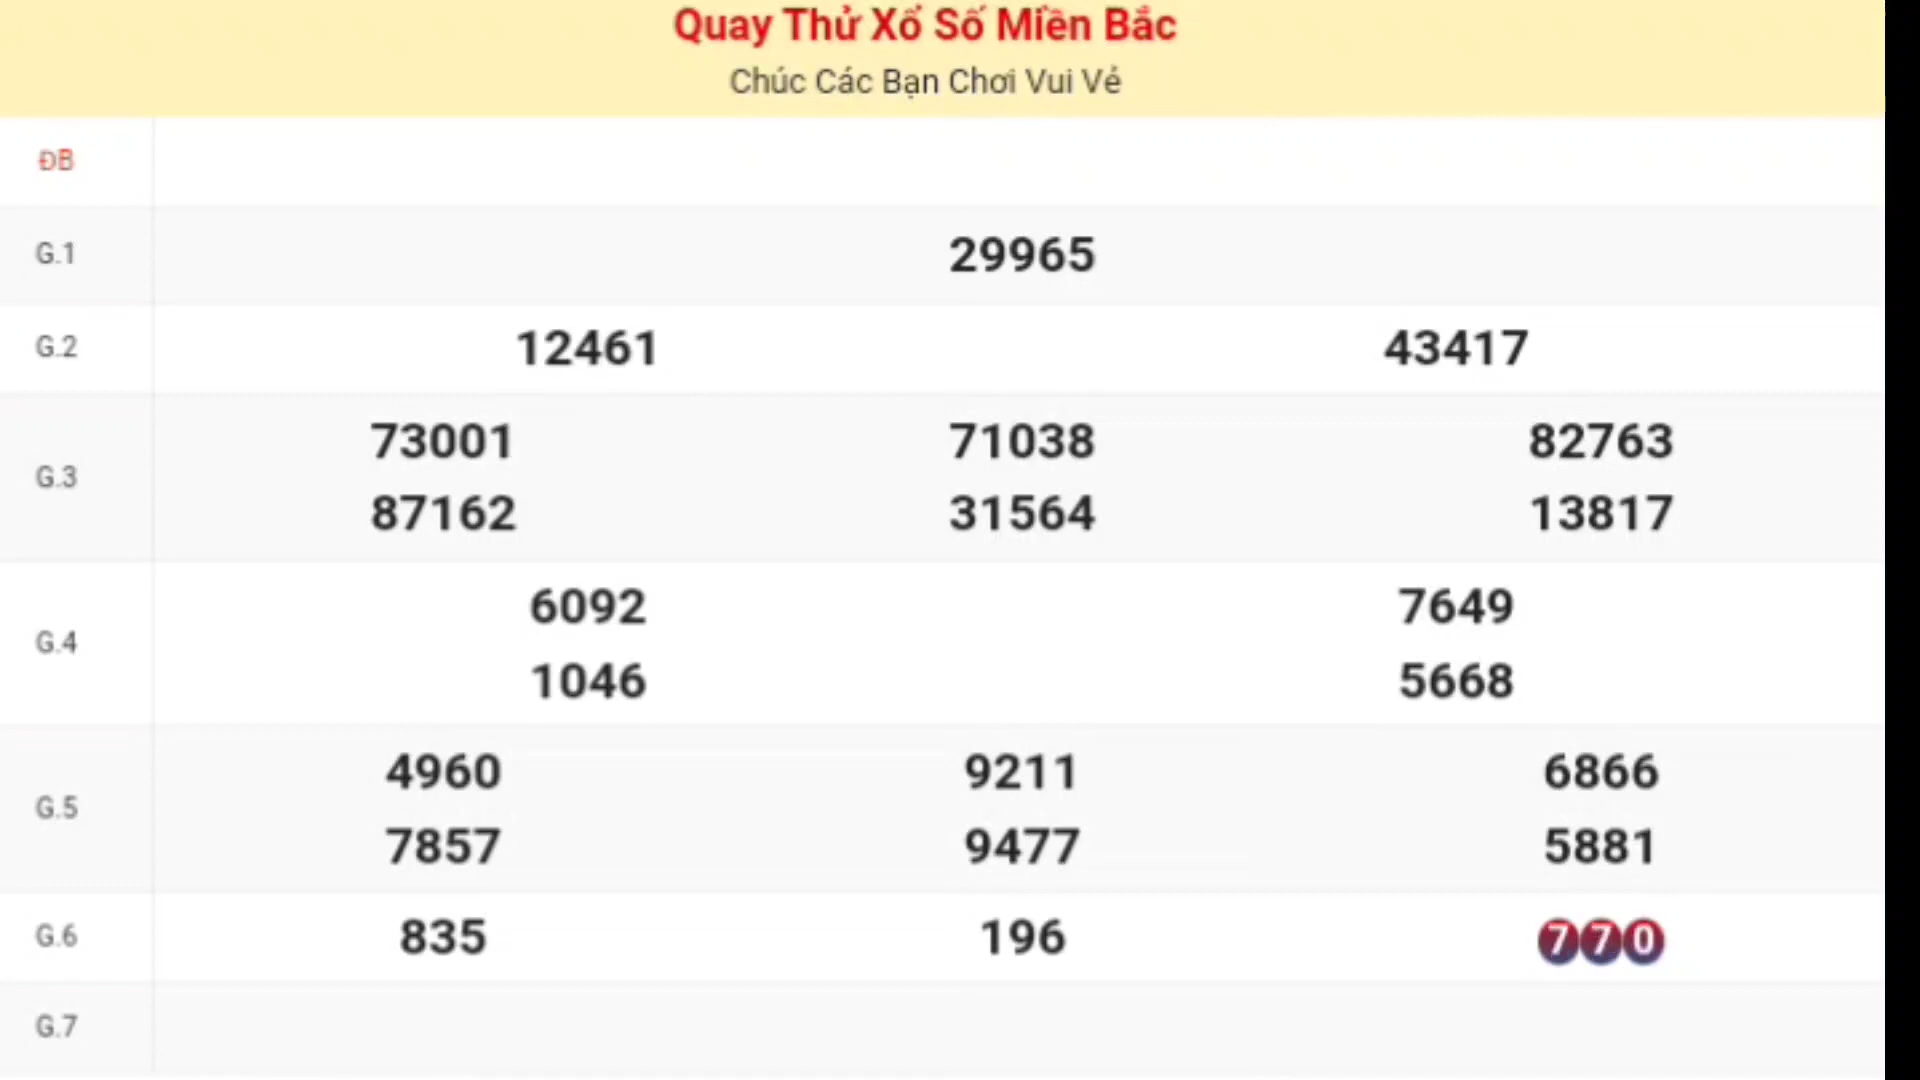 Quay Thử Xổ Số Miền Bắc
Chúc Các Bạn Chơi Vui Vẻ
ĐB
G.1 29965
G.2 12461 43417
G.3 73001 71038 82763
87162 31564 13817
G.4 6092 7649
1046 5668
G.5 4960 9211 6866
7857 9477 5881
G.6 835 196 770
G.7